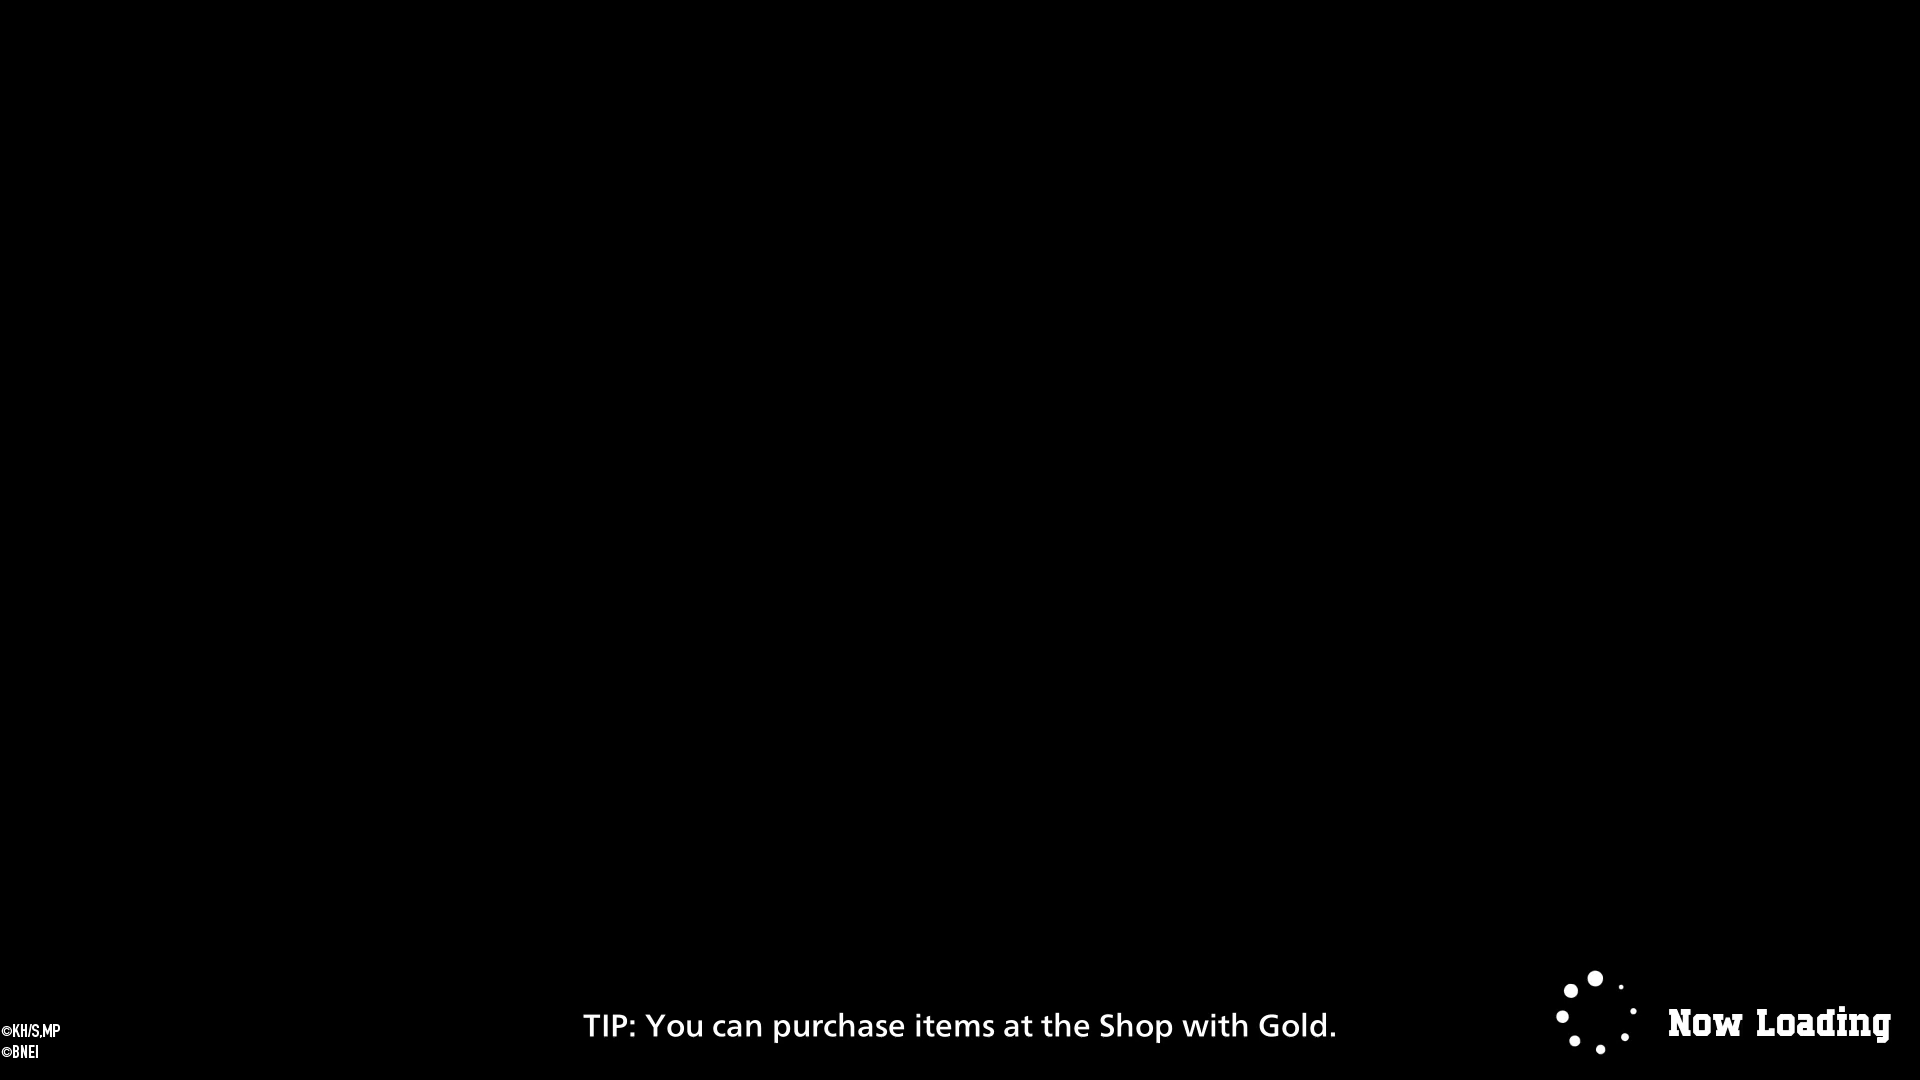 TIP: You can purchase items at the Shop with Gold.
Now Loading
©KH/S,MP
©BNEI